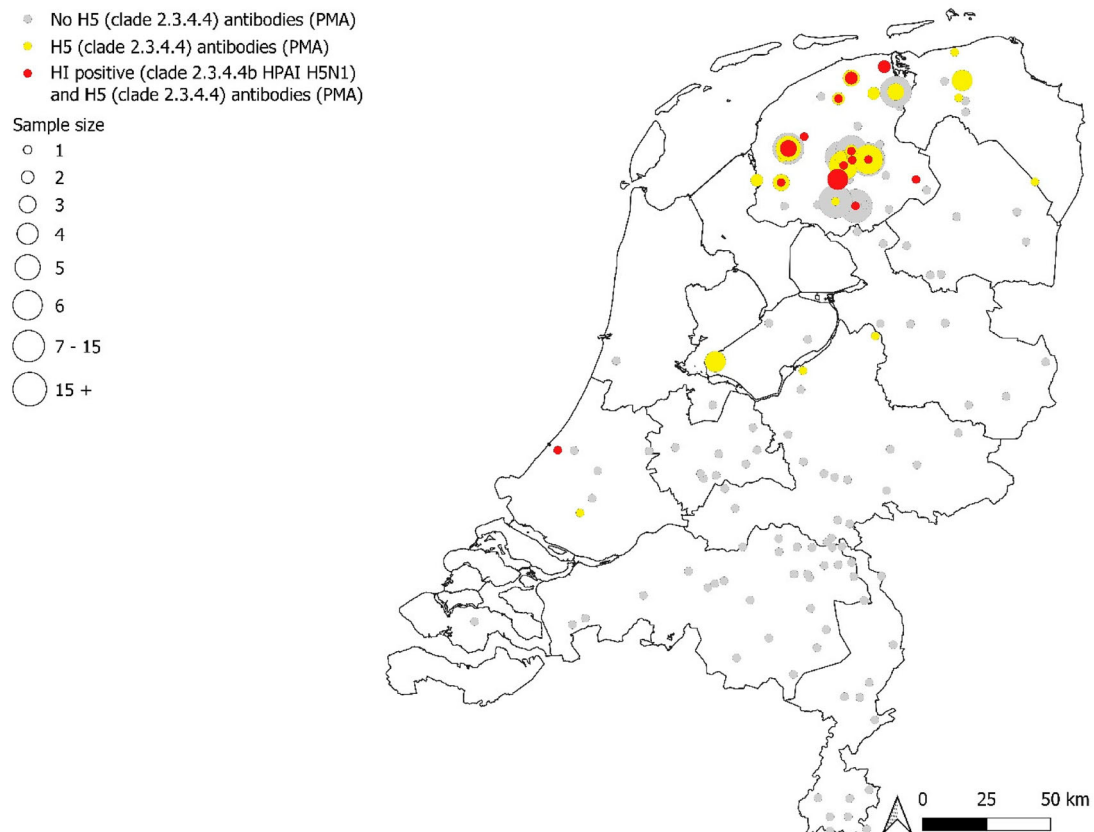 No H5 (clade 2.3.4.4) antibodies (PMA)
H5 (clade 2.3.4.4) antibodies (PMA)
HI positive (clade 2.3.4.4b HPAI H5N1)
and H5 (clade 2.3.4.4) antibodies (PMA)
Sample size
1
2
3
4
5
6
7 - 15
15 +
0 25 50 km